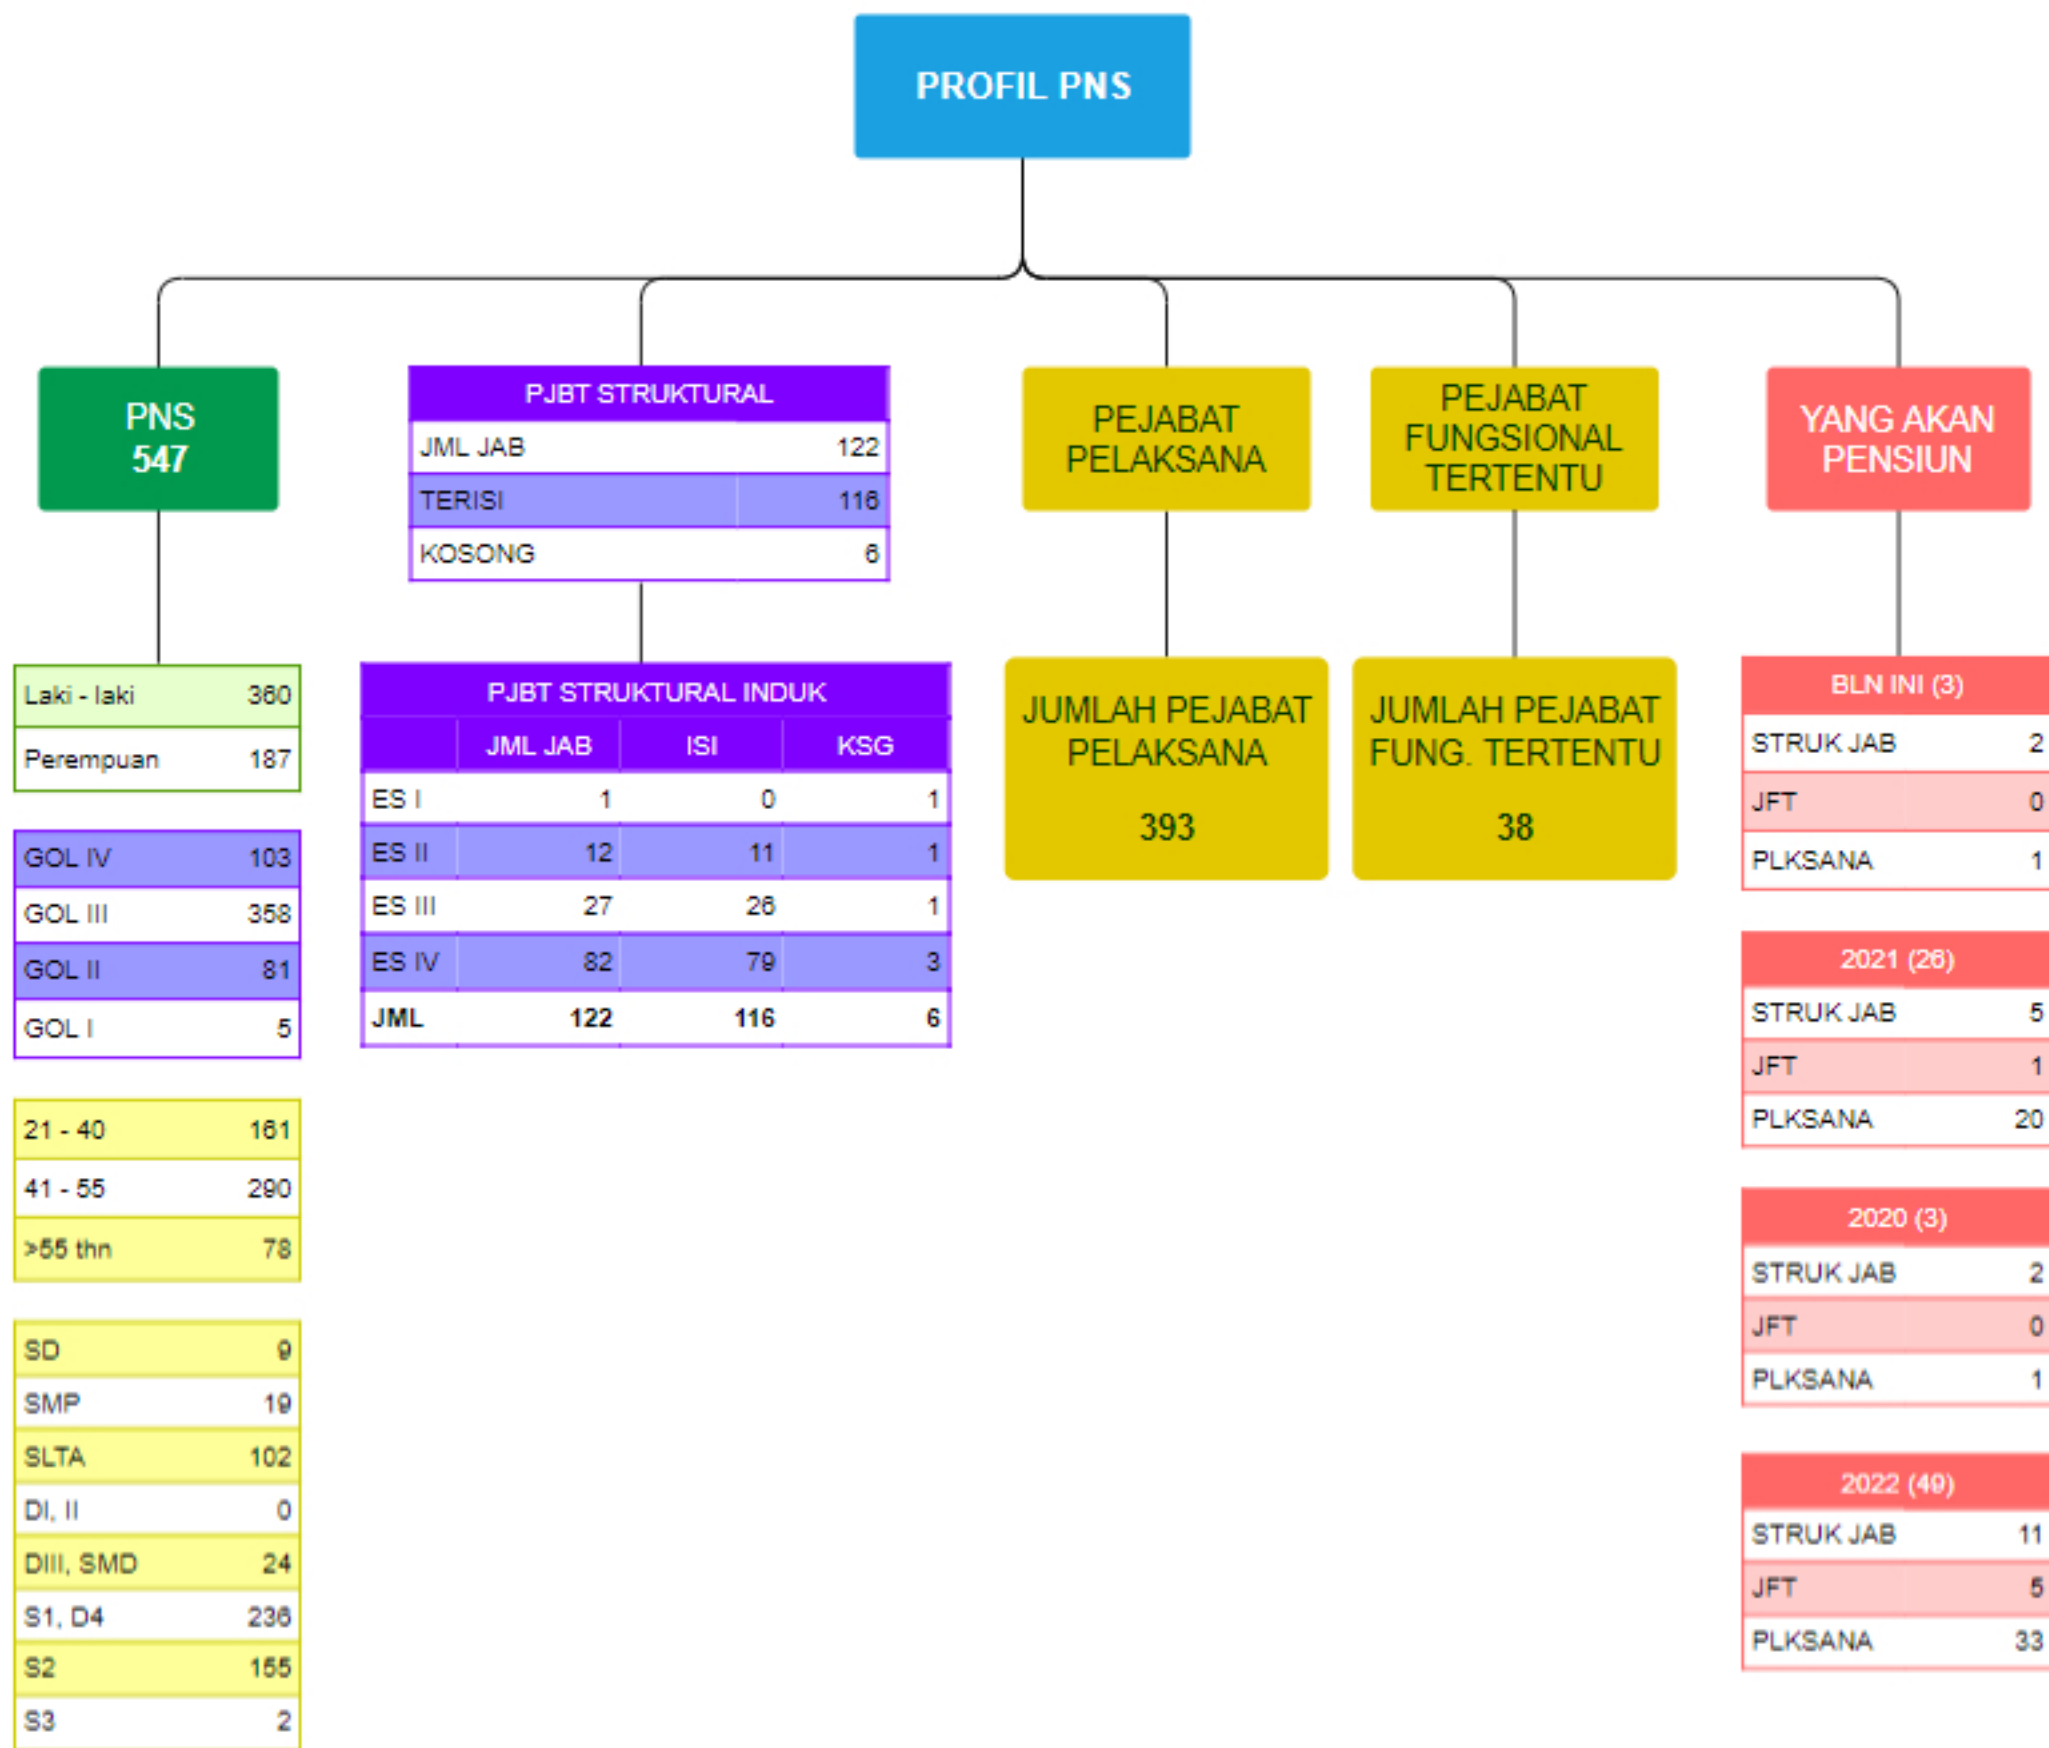 PROFIL PNS
PNS
547
Laki - laki 360
Perempuan 187
GOL IV 103
GOL III 358
GOL II 81
GOL I 5
21 - 40 161
41 - 55 290
>55 thn 78
SD 9
SMP 19
SLTA 102
DI, II 0
DIII, SMD 24
S1, D4 236
S2 155
S3 2
PJBT STRUKTURAL
JML JAB 122
TERISI 116
KOSONG 6
PJBT STRUKTURAL INDUK
JML JAB ISI KSG
ES I 1 0 1
ES II 12 11 1
ES III 27 26 1
ES IV 82 79 3
JML 122 116 6
PEJABAT
PELAKSANA
JUMLAH PEJABAT
PELAKSANA
393
PEJABAT
FUNGSIONAL
TERTENTU
JUMLAH PEJABAT
FUNG. TERTENTU
38
YANG AKAN
PENSIUN
BLN INI (3)
STRUK JAB 2
JFT 0
PLKSANA 1
2021 (26)
STRUK JAB 5
JFT 1
PLKSANA 20
2020 (3)
STRUK JAB 2
JFT 0
PLKSANA 1
2022 (49)
STRUK JAB 11
JFT 5
PLKSANA 33